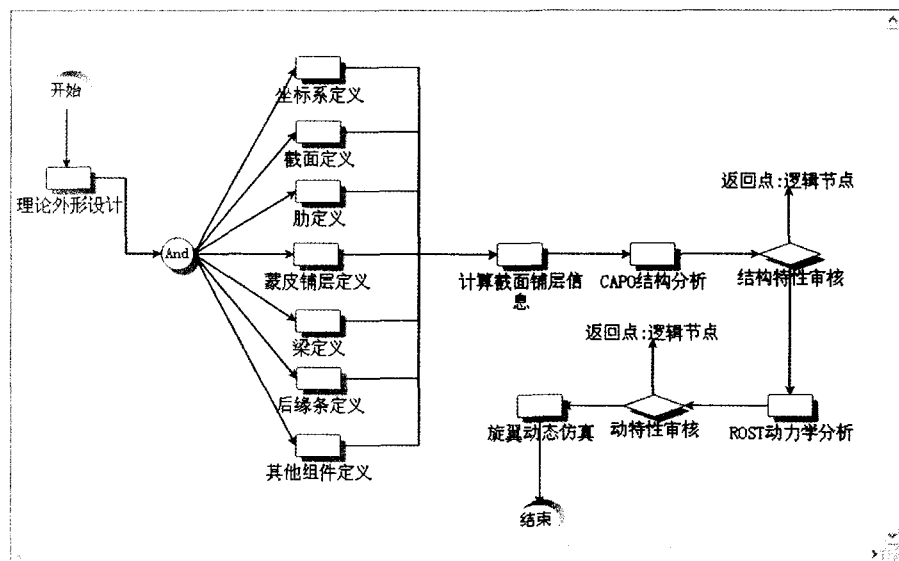 开始
理论外形设计
And
坐标系定义
截面定义
肋定义
蒙皮铺层定义
梁定义
后缘条定义
其他组件定义
计算截面铺层信
息
CAPO结构分析
返回点:逻辑节点
结构特性审核
返回点:逻辑节点
旋翼动态仿真
动特性审核
ROST动力学分析
结束